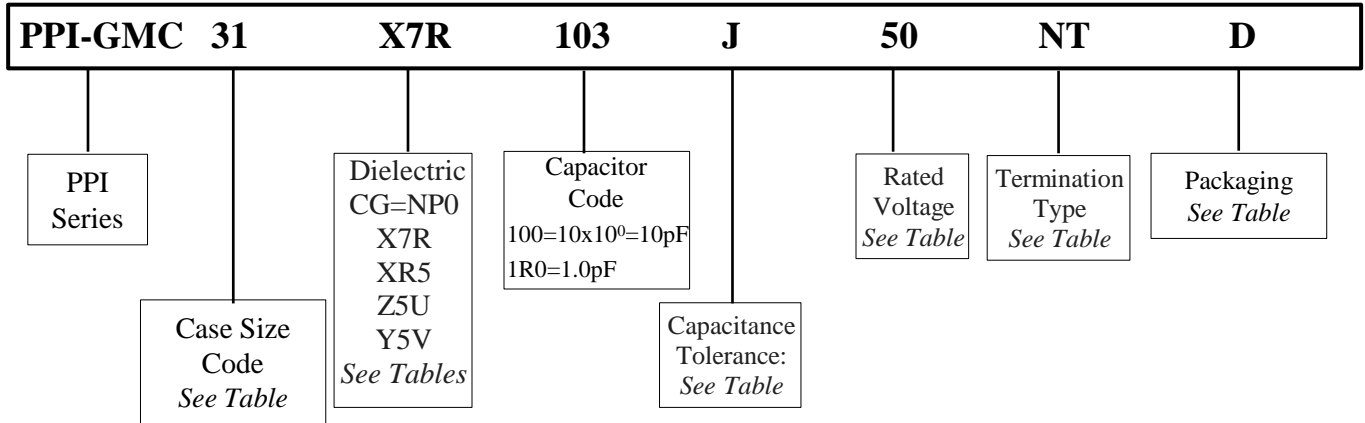 PPI-GMC 31 X7R 103 J 50 NT D
PPI
Series
Case Size
Code
See Table
Dielectric
CG=NP0
X7R
XR5
Z5U
Y5V
See Tables
Capacitor
Code
100=10x10⁰=10pF
1R0=1.0pF
Capacitance
Tolerance:
See Table
Rated
Voltage
See Table
Termination
Type
See Table
Packaging
See Table